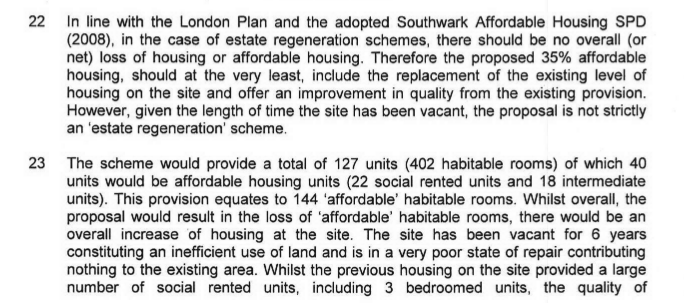 22 In line with the London Plan and the adopted Southwark Affordable Housing SPD
(2008), in the case of estate regeneration schemes, there should be no overall (or
net) loss of housing or affordable housing. Therefore the proposed 35% affordable
housing, should at the very least, include the replacement of the existing level of
housing on the site and offer an improvement in quality from the existing provision.
However, given the length of time the site has been vacant, the proposal is not strictly
an 'estate regeneration' scheme.
23 The scheme would provide a total of 127 units (402 habitable rooms) of which 40
units would be affordable housing units (22 social rented units and 18 intermediate
units). This provision equates to 144 'affordable' habitable rooms. Whilst overall, the
proposal would result in the loss of 'affordable' habitable rooms, there would be an
overall increase of housing at the site. The site has been vacant for 6 years
constituting an inefficient use of land and is in a very poor state of repair contributing
nothing to the existing area. Whilst the previous housing on the site provided a large
number of social rented units, including 3 bedroomed units, the quality of